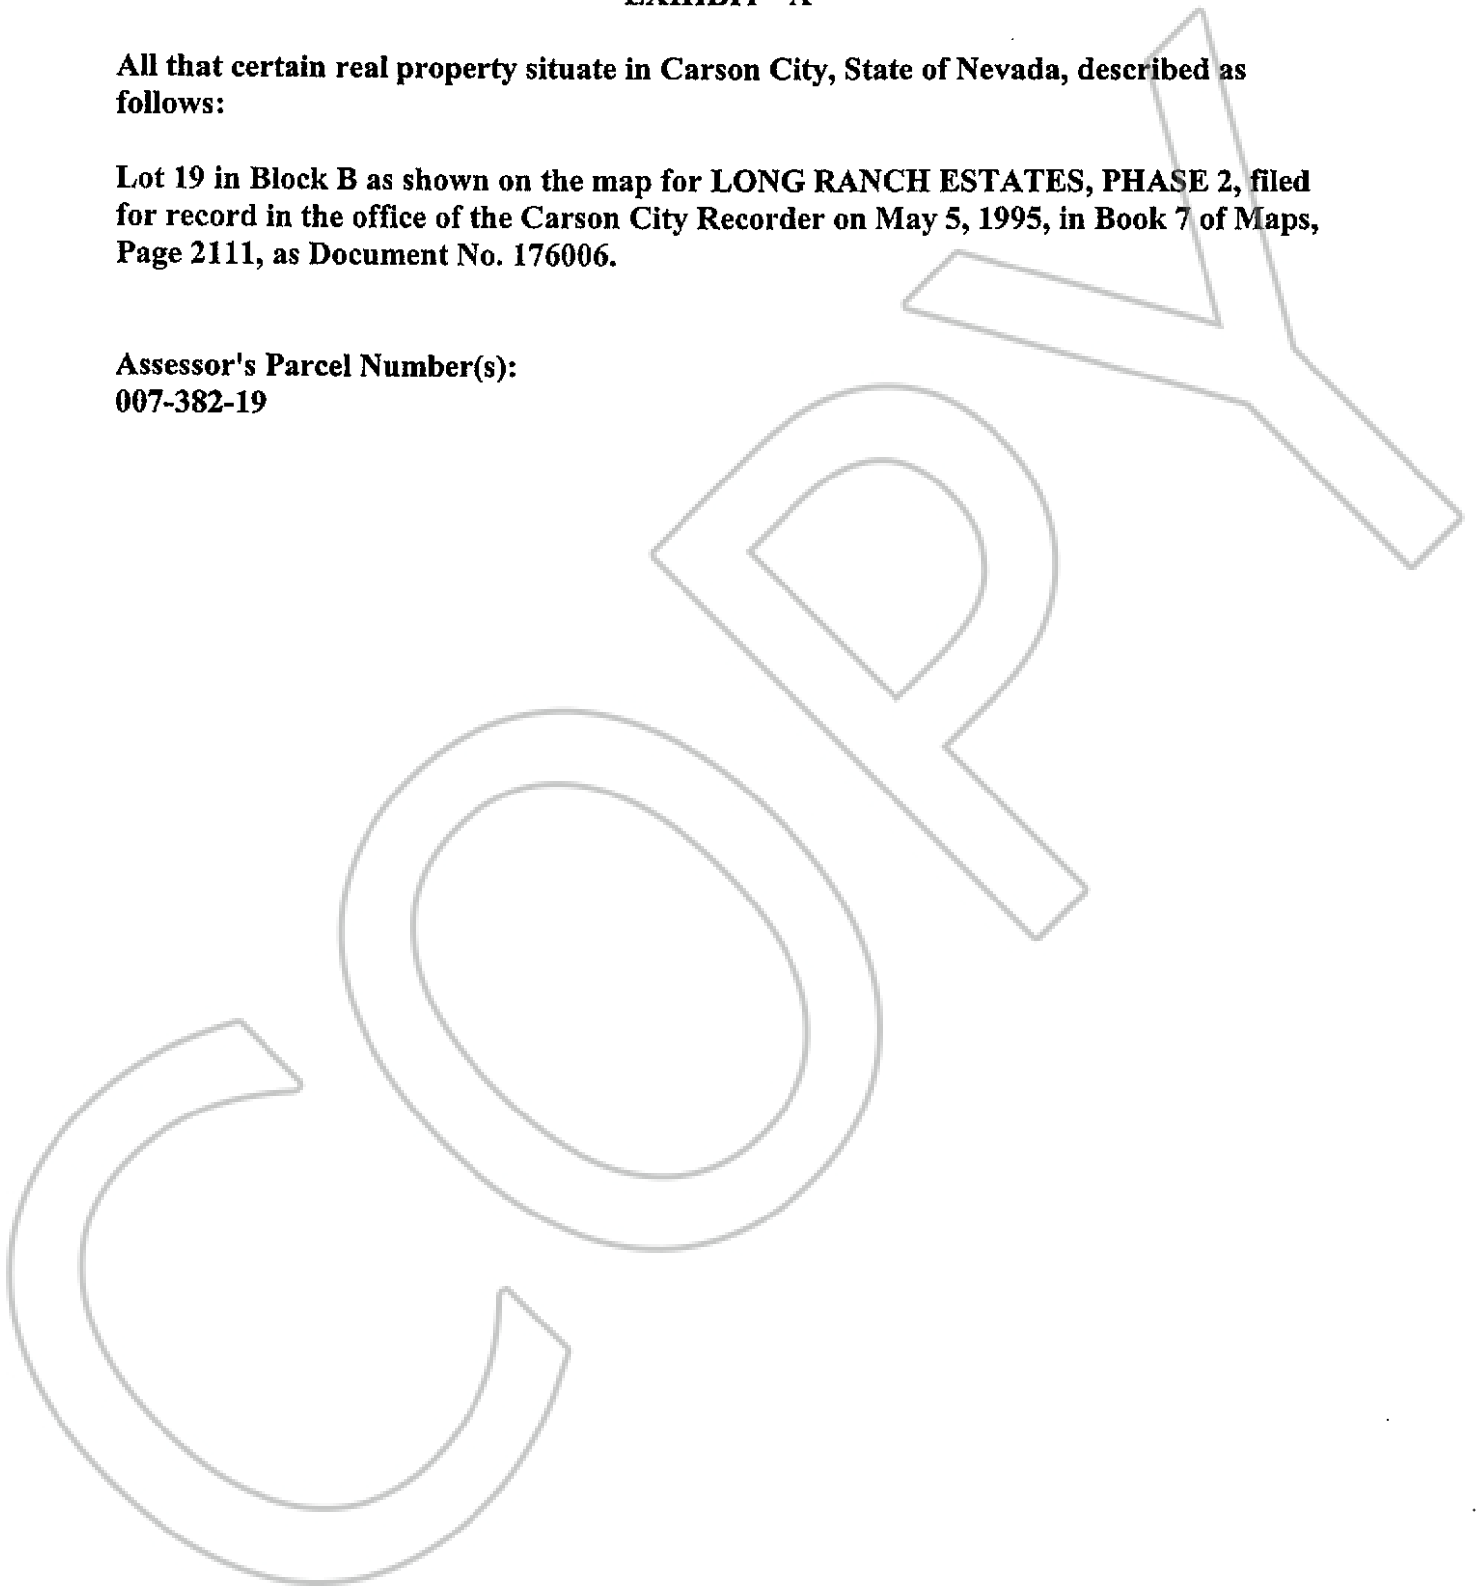 EXHIBIT "A"
All that certain real property situate in Carson City, State of Nevada, described as
follows:
Lot 19 in Block B as shown on the map for LONG RANCH ESTATES, PHASE 2, filed
for record in the office of the Carson City Recorder on May 5, 1995, in Book 7 of Maps,
Page 2111, as Document No. 176006.
Assessor's Parcel Number(s):
007-382-19
COPY